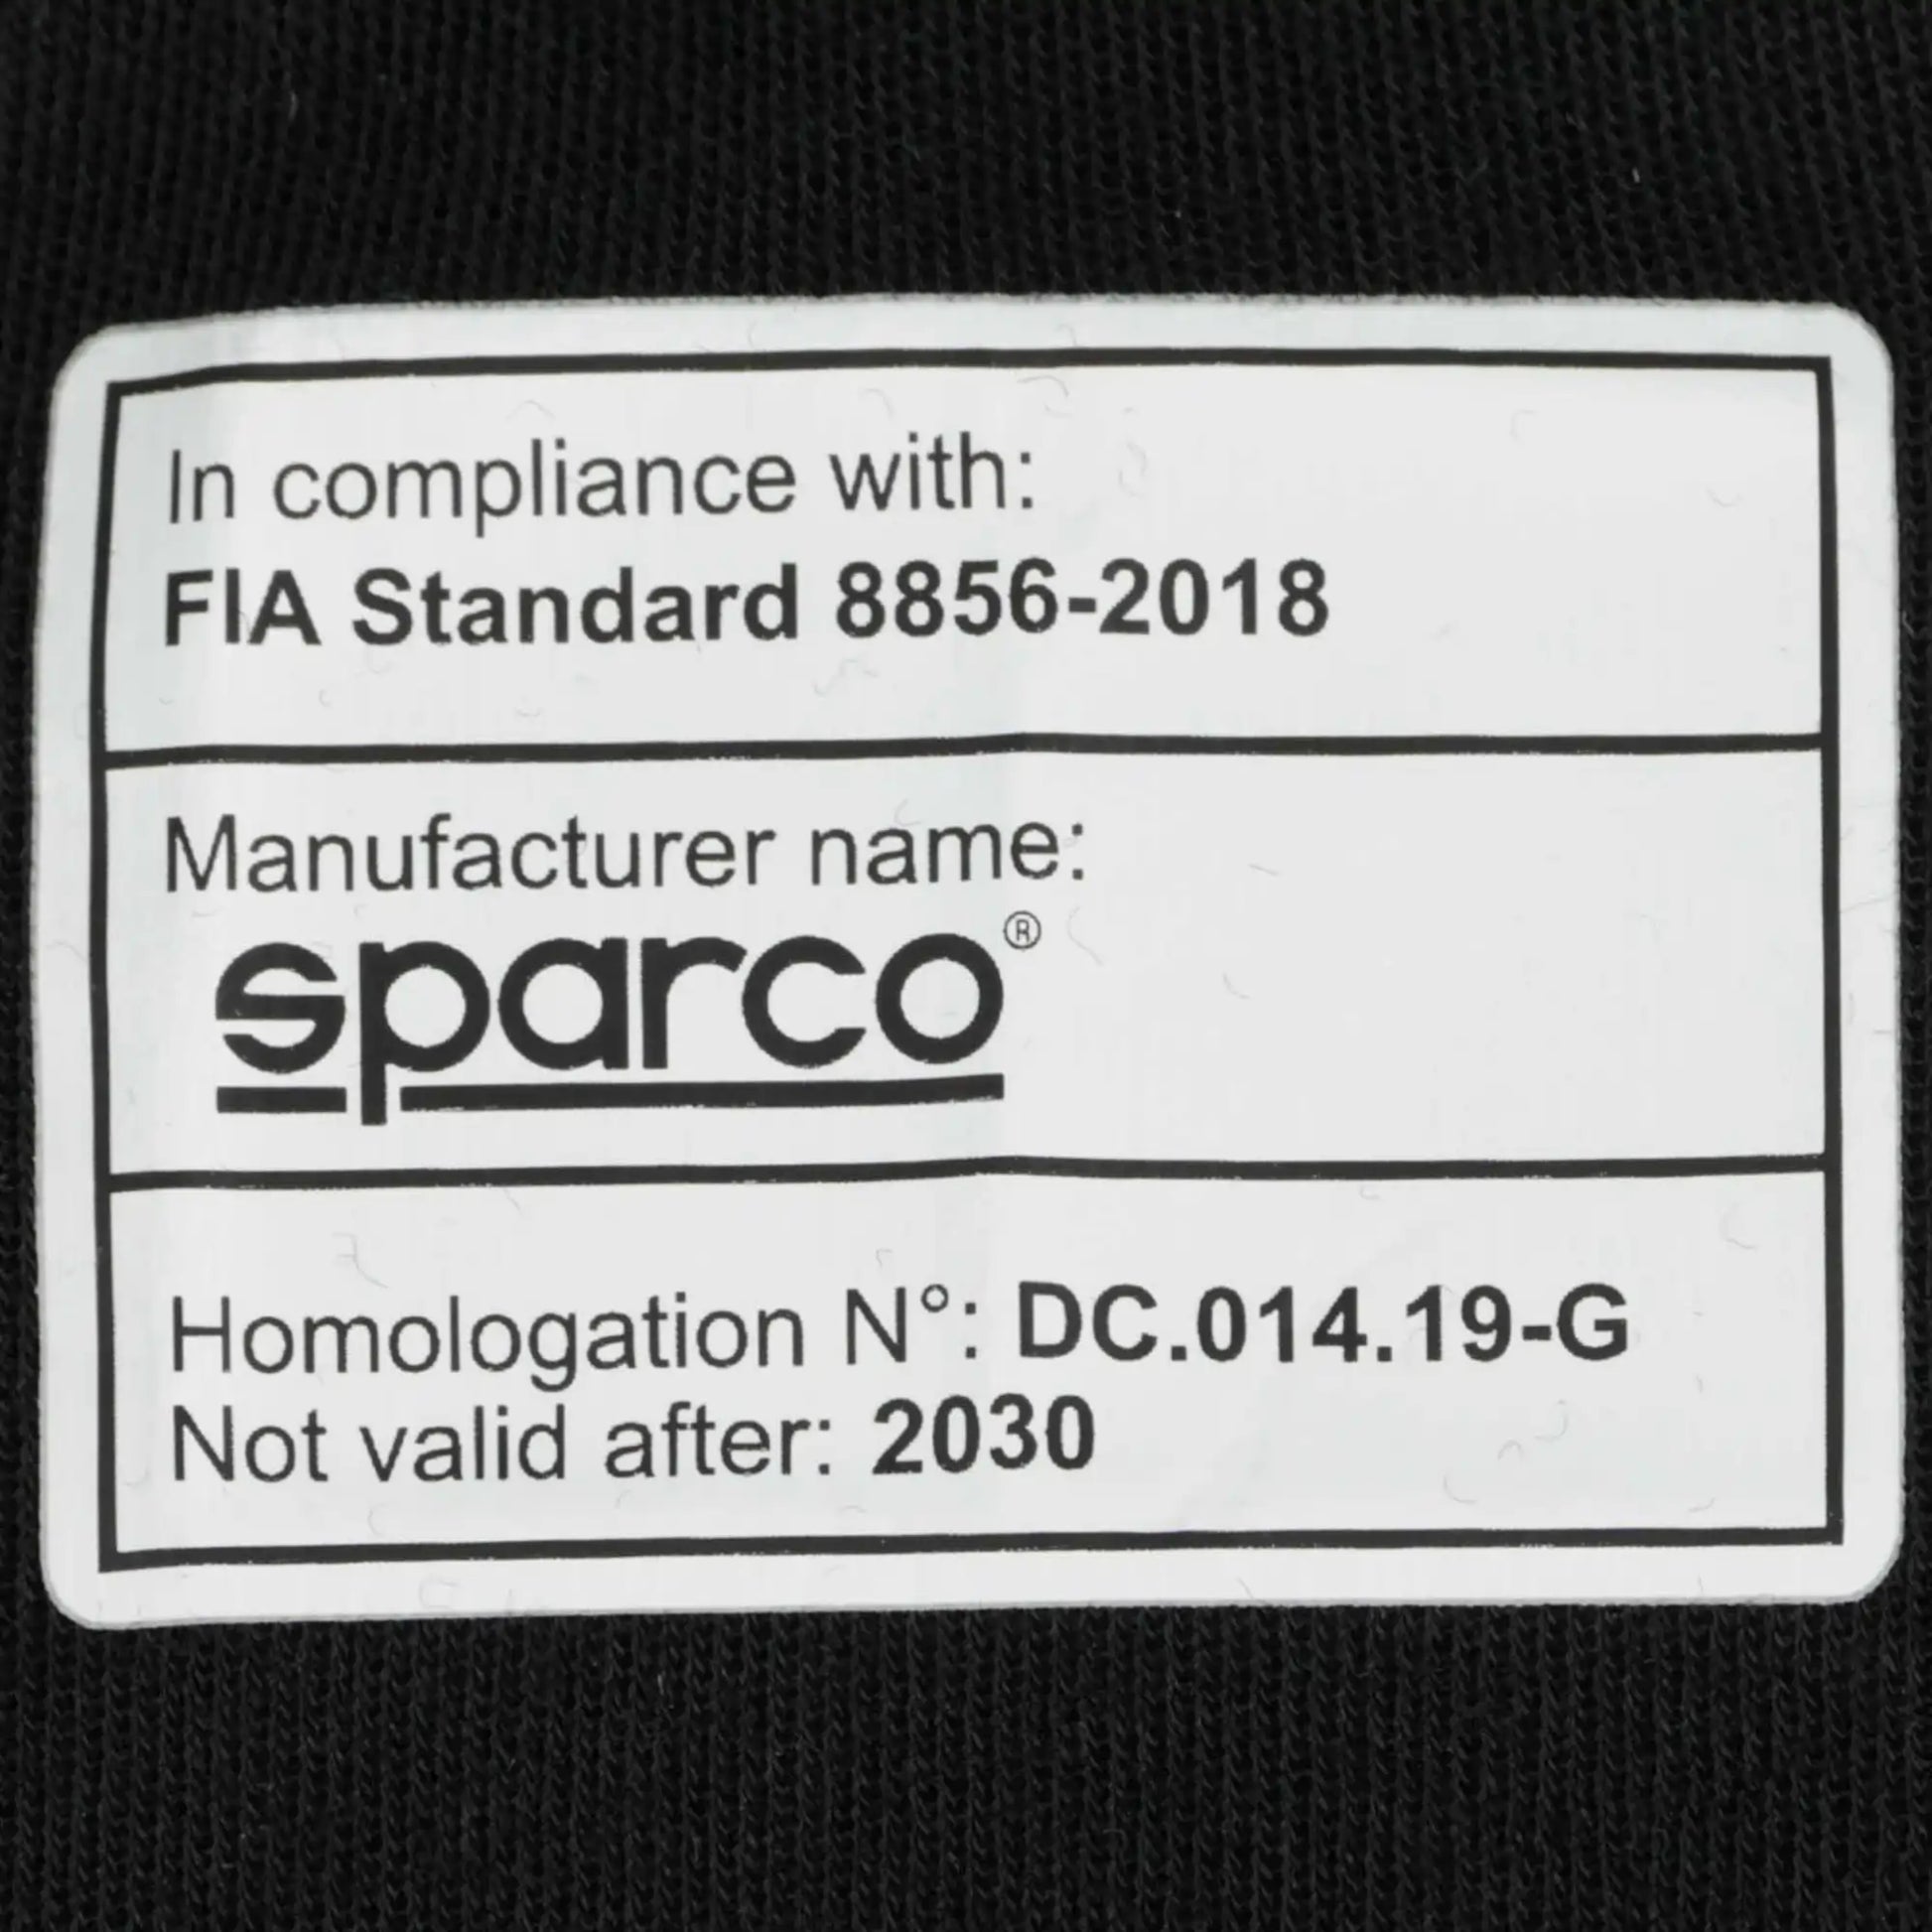 In compliance with:
FIA Standard 8856-2018
Manufacturer name:
sparco®
Homologation N°: DC.014.19-G
Not valid after: 2030